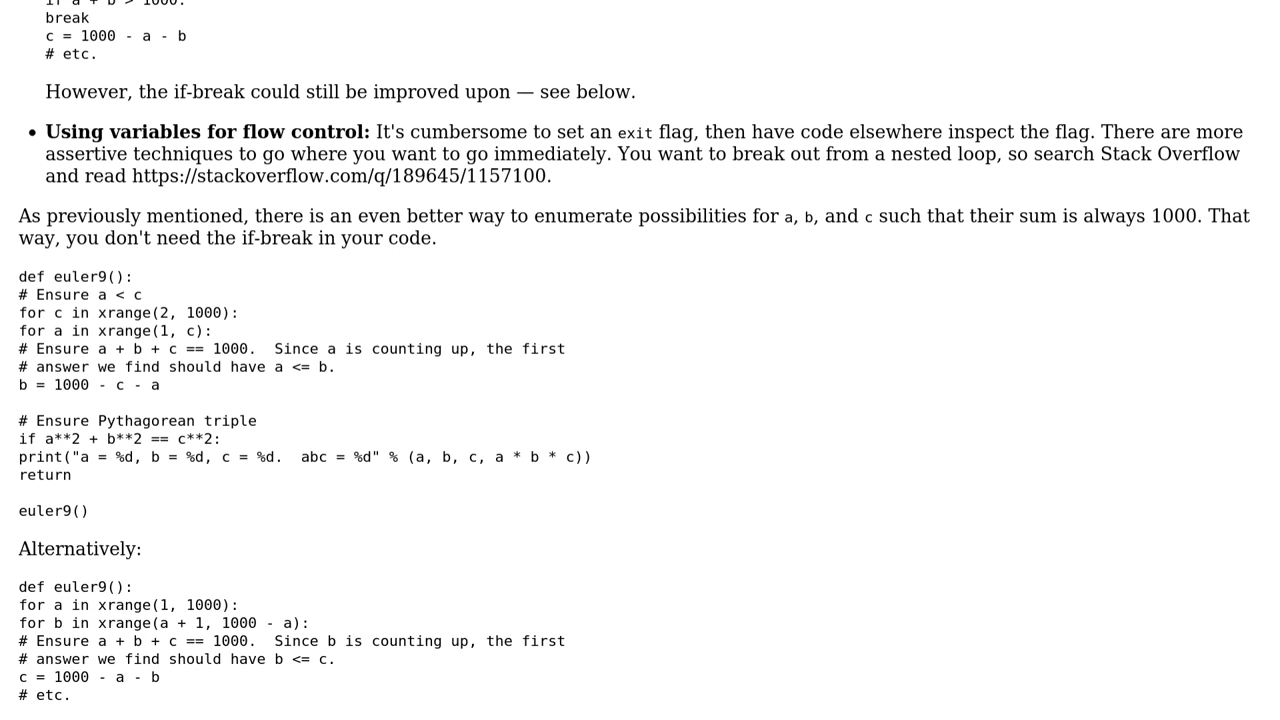 if a + b > 1000:
break
c = 1000 - a - b
# etc.
However, the if-break could still be improved upon — see below.
• Using variables for flow control: It's cumbersome to set an exit flag, then have code elsewhere inspect the flag. There are more
assertive techniques to go where you want to go immediately. You want to break out from a nested loop, so search Stack Overflow
and read https://stackoverflow.com/q/189645/1157100.
As previously mentioned, there is an even better way to enumerate possibilities for a, b, and c such that their sum is always 1000. That
way, you don't need the if-break in your code.
def euler9():
# Ensure a < c
for c in xrange(2, 1000):
for a in xrange(1, c):
# Ensure a + b + c == 1000.  Since a is counting up, the first
# answer we find should have a <= b.
b = 1000 - c - a
# Ensure Pythagorean triple
if a**2 + b**2 == c**2:
print("a = %d, b = %d, c = %d.  abc = %d" % (a, b, c, a * b * c))
return
euler9()
Alternatively:
def euler9():
for a in xrange(1, 1000):
for b in xrange(a + 1, 1000 - a):
# Ensure a + b + c == 1000.  Since b is counting up, the first
# answer we find should have b <= c.
c = 1000 - a - b
# etc.